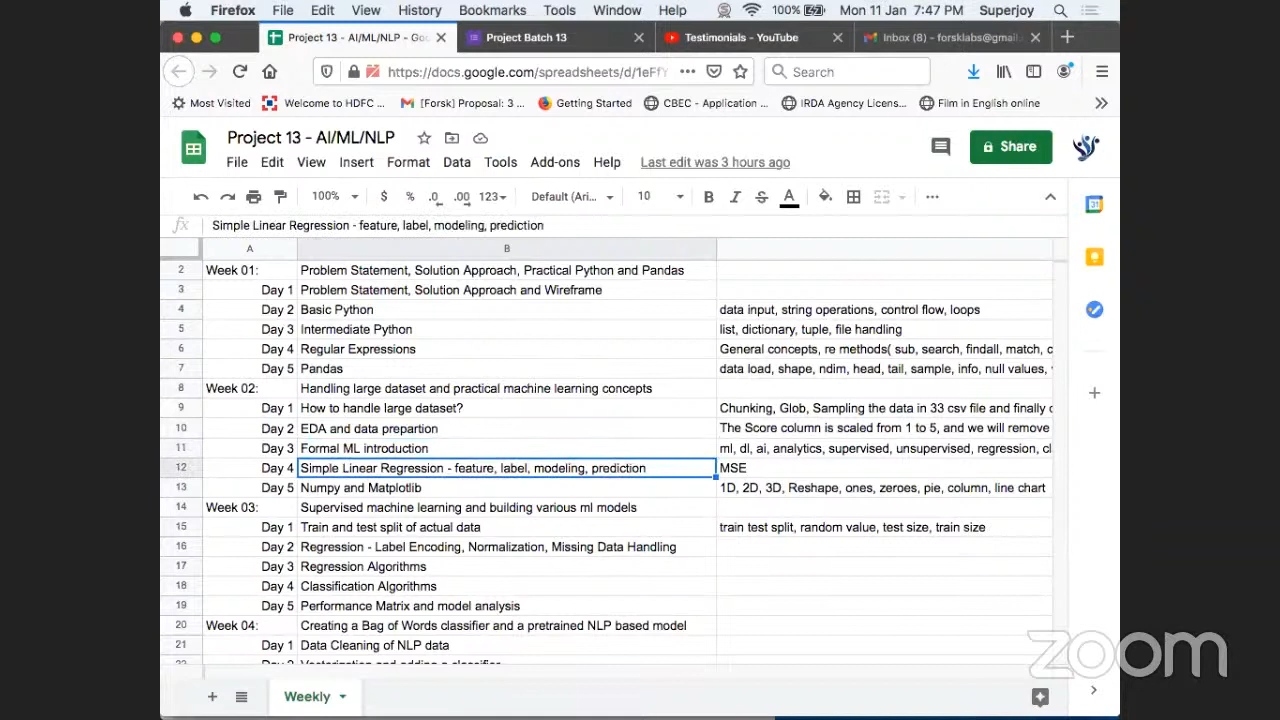 Firefox File Edit View History Bookmarks Tools Window Help 100% Mon 11 Jan 7:47 PM Superjoy
Project 13 - AI/ML/NLP - Goo Project Batch 13 Testimonials - YouTube Inbox (8) - forsklabs@gmail.
https://docs.google.com/spreadsheets/d/1eFfY Search
Most Visited Welcome to HDFC ... [Forsk] Proposal: 3 ... Getting Started CBEC - Application ... IRDA Agency Licens... Film in English online
Project 13 - AI/ML/NLP
File Edit View Insert Format Data Tools Add-ons Help Last edit was 3 hours ago
Share
100% $ % .0 .00 123 Default (Ari... 10 B I S A
fx Simple Linear Regression - feature, label, modeling, prediction
A B
2 Week 01: Problem Statement, Solution Approach, Practical Python and Pandas
3 Day 1 Problem Statement, Solution Approach and Wireframe
4 Day 2 Basic Python data input, string operations, control flow, loops
5 Day 3 Intermediate Python list, dictionary, tuple, file handling
6 Day 4 Regular Expressions General concepts, re methods( sub, search, findall, match, c
7 Day 5 Pandas data load, shape, ndim, head, tail, sample, info, null values,
8 Week 02: Handling large dataset and practical machine learning concepts
9 Day 1 How to handle large dataset? Chunking, Glob, Sampling the data in 33 csv file and finally
10 Day 2 EDA and data prepartion The Score column is scaled from 1 to 5, and we will remove
11 Day 3 Formal ML introduction ml, dl, ai, analytics, supervised, unsupervised, regression, cl
12 Day 4 Simple Linear Regression - feature, label, modeling, prediction MSE
13 Day 5 Numpy and Matplotlib 1D, 2D, 3D, Reshape, ones, zeroes, pie, column, line chart
14 Week 03: Supervised machine learning and building various ml models
15 Day 1 Train and test split of actual data train test split, random value, test size, train size
16 Day 2 Regression - Label Encoding, Normalization, Missing Data Handling
17 Day 3 Regression Algorithms
18 Day 4 Classification Algorithms
19 Day 5 Performance Matrix and model analysis
20 Week 04: Creating a Bag of Words classifier and a pretrained NLP based model
21 Day 1 Data Cleaning of NLP data
22 Day 2 Vectorization and adding a classifier
Weekly
zoom